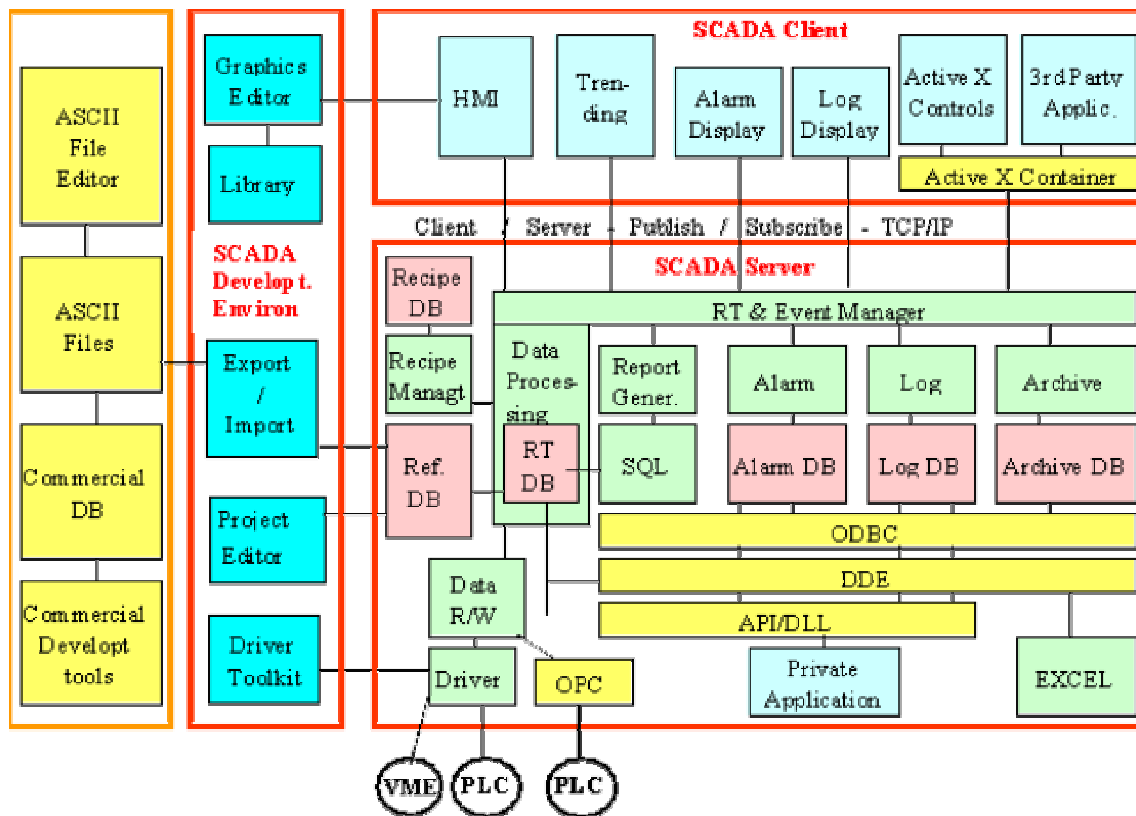 SCADA Client
Graphics
Editor
HMI
Tren-
ding
Alarm
Display
Log
Display
Active X
Controls
3rd Party
Applic.
Active X Container
ASCII
File
Editor
Library
Client / Server - Publish / Subscribe - TCP/IP
SCADA
Developt.
Environ
SCADA Server
ASCII
Files
Recipe
DB
RT & Event Manager
Export
/
Import
Recipe
Managt
Data
Proces-
sing
Report
Gener.
Alarm
Log
Archive
Commercial
DB
Ref.
DB
RT
DB
SQL
Alarm DB
Log DB
Archive DB
Project
Editor
ODBC
DDE
Commercial
Developt
tools
Data
R/W
API/DLL
Driver
Toolkit
Driver
OPC
Private
Application
EXCEL
VME
PLC
PLC